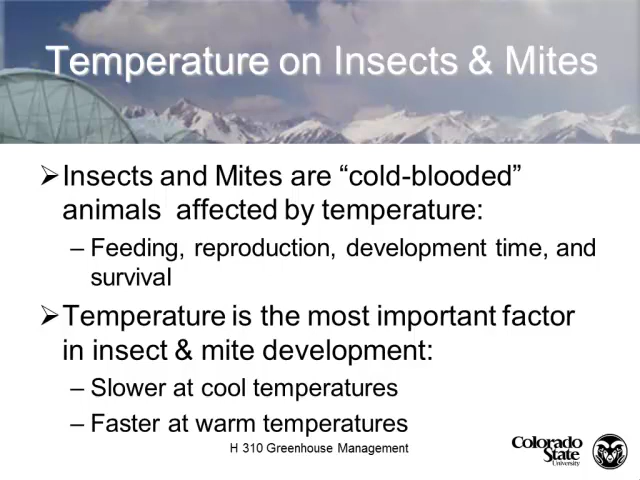 Temperature on Insects & Mites
➢Insects and Mites are “cold-blooded”
animals affected by temperature:
– Feeding, reproduction, development time, and
survival
➢Temperature is the most important factor
in insect & mite development:
– Slower at cool temperatures
– Faster at warm temperatures
H 310 Greenhouse Management
Colorado
State
University